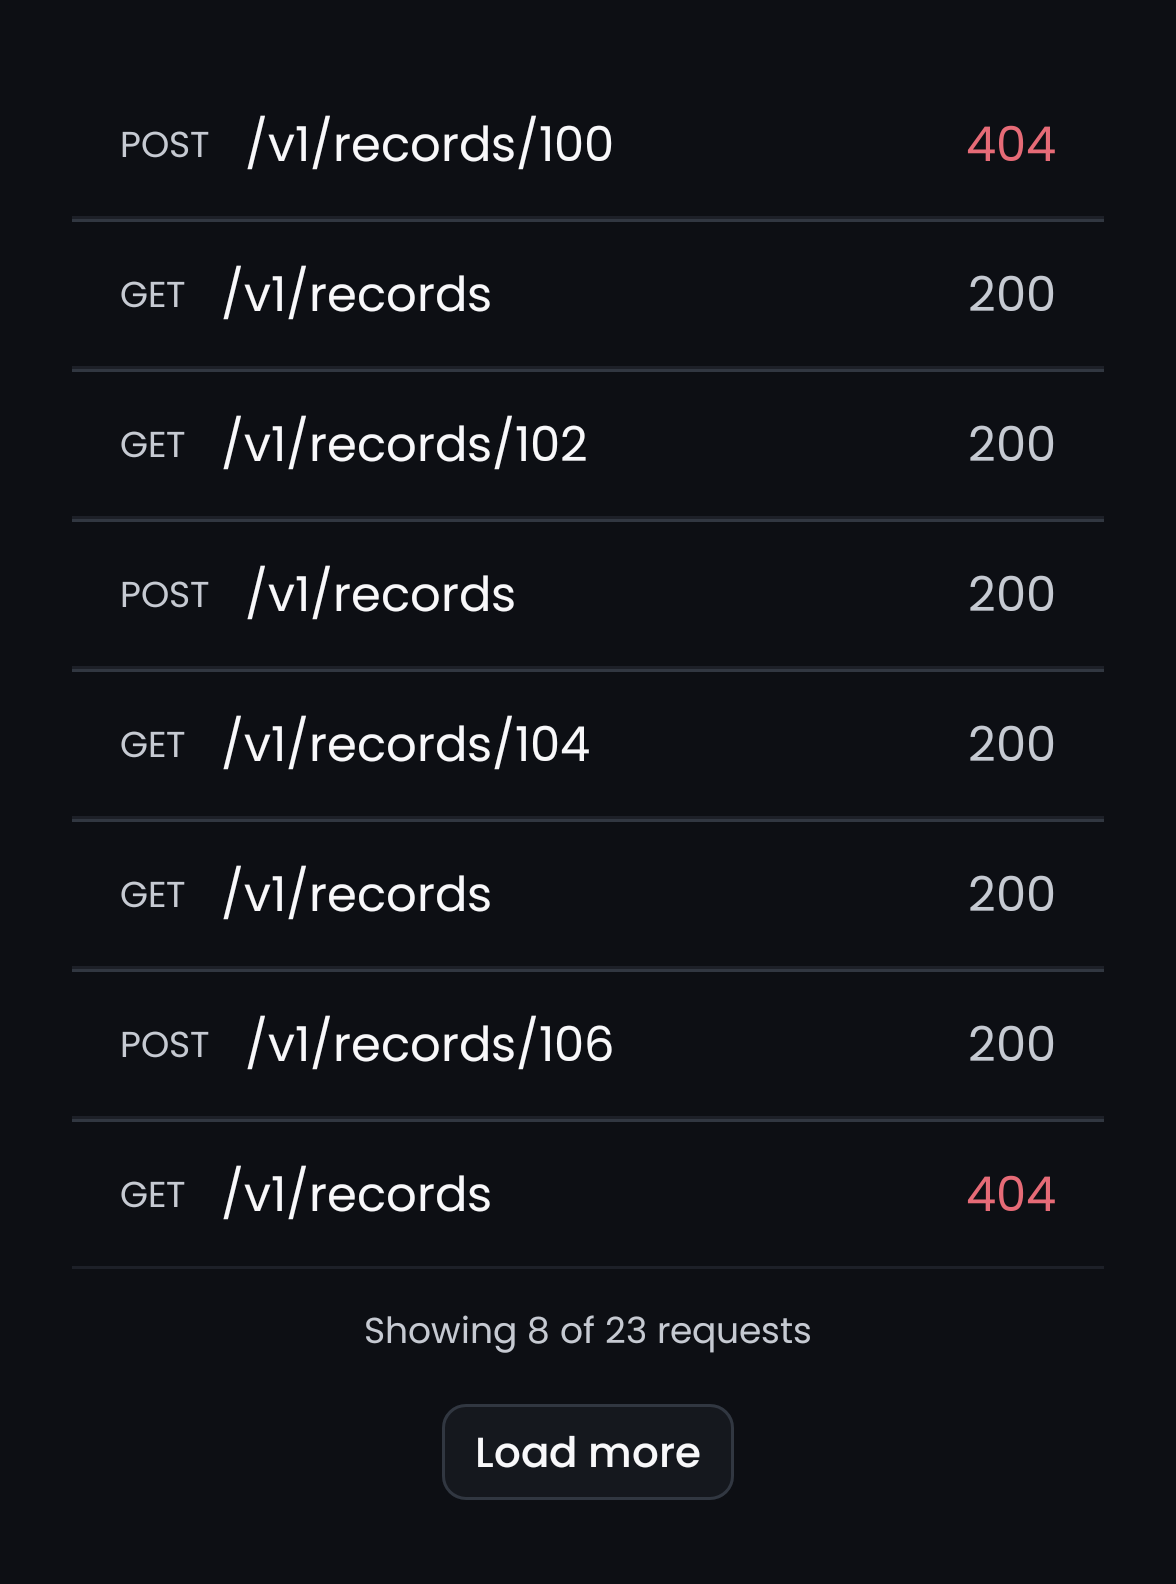 POST /v1/records/100 404
GET /v1/records 200
GET /v1/records/102 200
POST /v1/records 200
GET /v1/records/104 200
GET /v1/records 200
POST /v1/records/106 200
GET /v1/records 404
Showing 8 of 23 requests
Load more